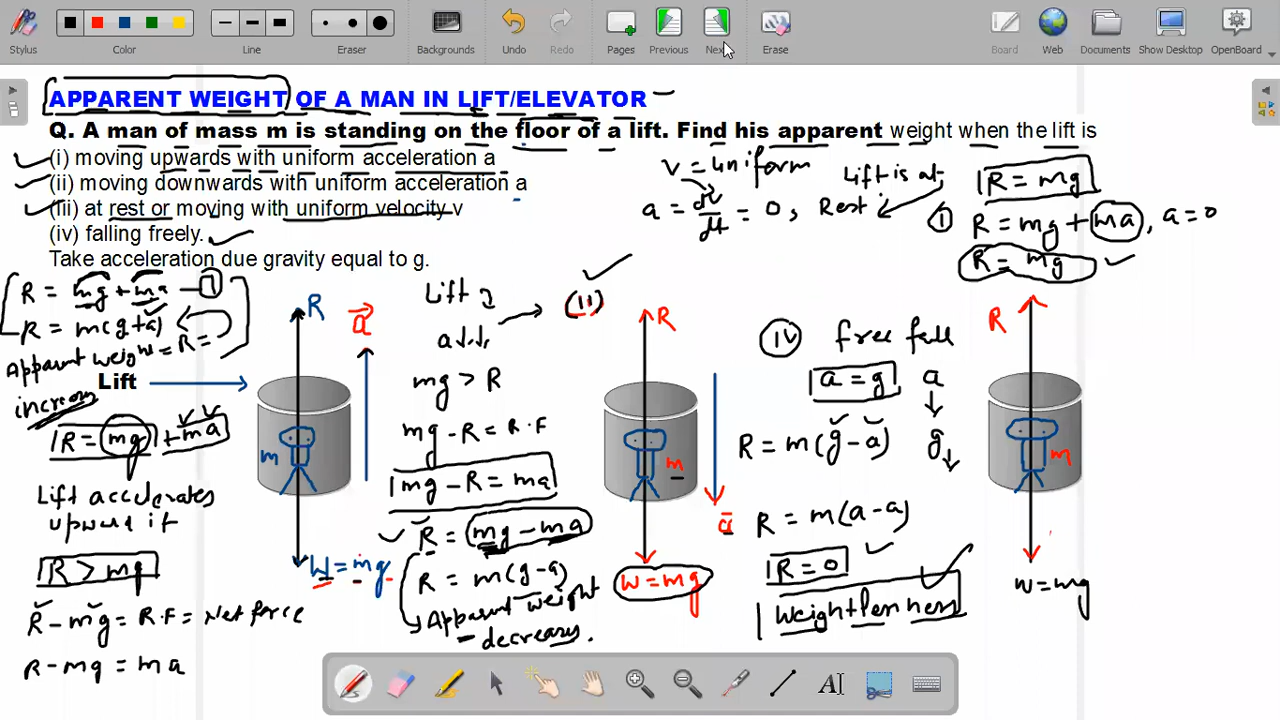 Stylus
Color
Line
Eraser
Backgrounds
Undo
Redo
Pages
Previous
Next
Erase
Board
Web
Documents
Show Desktop
OpenBoard
APPARENT WEIGHT OF A MAN IN LIFT/ELEVATOR
Q. A man of mass m is standing on the floor of a lift. Find his apparent weight when the lift is
(i) moving upwards with uniform acceleration a
(ii) moving downwards with uniform acceleration a
(iii) at rest or moving with uniform velocity v
(iv) falling freely.
Take acceleration due gravity equal to g.
v = uniform
a = dv/dt = 0, Rest
Lift is at
R = mg
① R = mg + ma, a = 0
R = mg
R = mg + ma — ①
R = m(g + a)
Apparent weight = R =
increases
Lift
R = mg + ma
Lift accelerates
upward if
R > mg
R - mg = R.F = Net force
R - mg = ma
R
a
m
W = mg
Lift
a ↓↓
(ii)
mg > R
mg - R = R.F
mg - R = ma
R = mg - ma
R = m(g-a)
Apparent weight
decreases.
R
m
a
W = mg
(iv) free fall
a = g
a
↓
g↓
R = m(g - a)
R = m(a - a)
R = 0
Weightlessness
R
m
W = mg